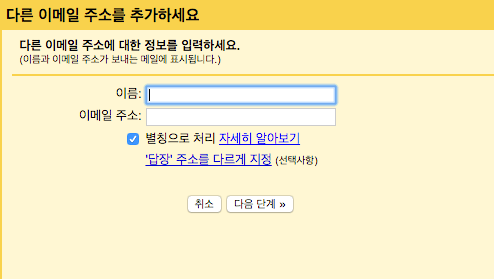 다른 이메일 주소를 추가하세요
다른 이메일 주소에 대한 정보를 입력하세요.
(이름과 이메일 주소가 보내는 메일에 표시됩니다.)
이름:
이메일 주소:
별칭으로 처리 자세히 알아보기
'답장' 주소를 다르게 지정 (선택사항)
취소 다음 단계 »